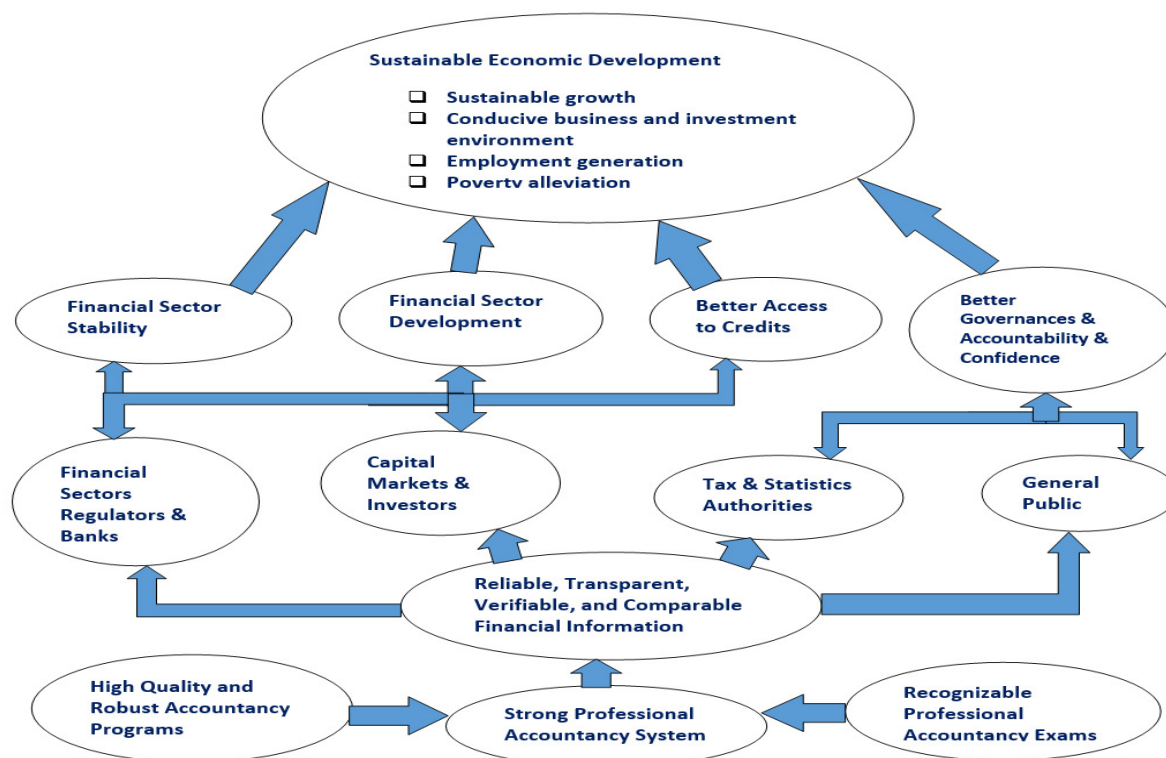 Sustainable Economic Development
Sustainable growth
Conducive business and investment
environment
Employment generation
Poverty alleviation
Financial Sector
Stability
Financial Sector
Development
Better Access
to Credits
Better
Governances &
Accountability &
Confidence
Financial
Sectors
Regulators &
Banks
Capital
Markets &
Investors
Tax & Statistics
Authorities
General
Public
Reliable, Transparent,
Verifiable, and Comparable
Financial Information
High Quality and
Robust Accountancy
Programs
Strong Professional
Accountancy System
Recognizable
Professional
Accountancy Exams